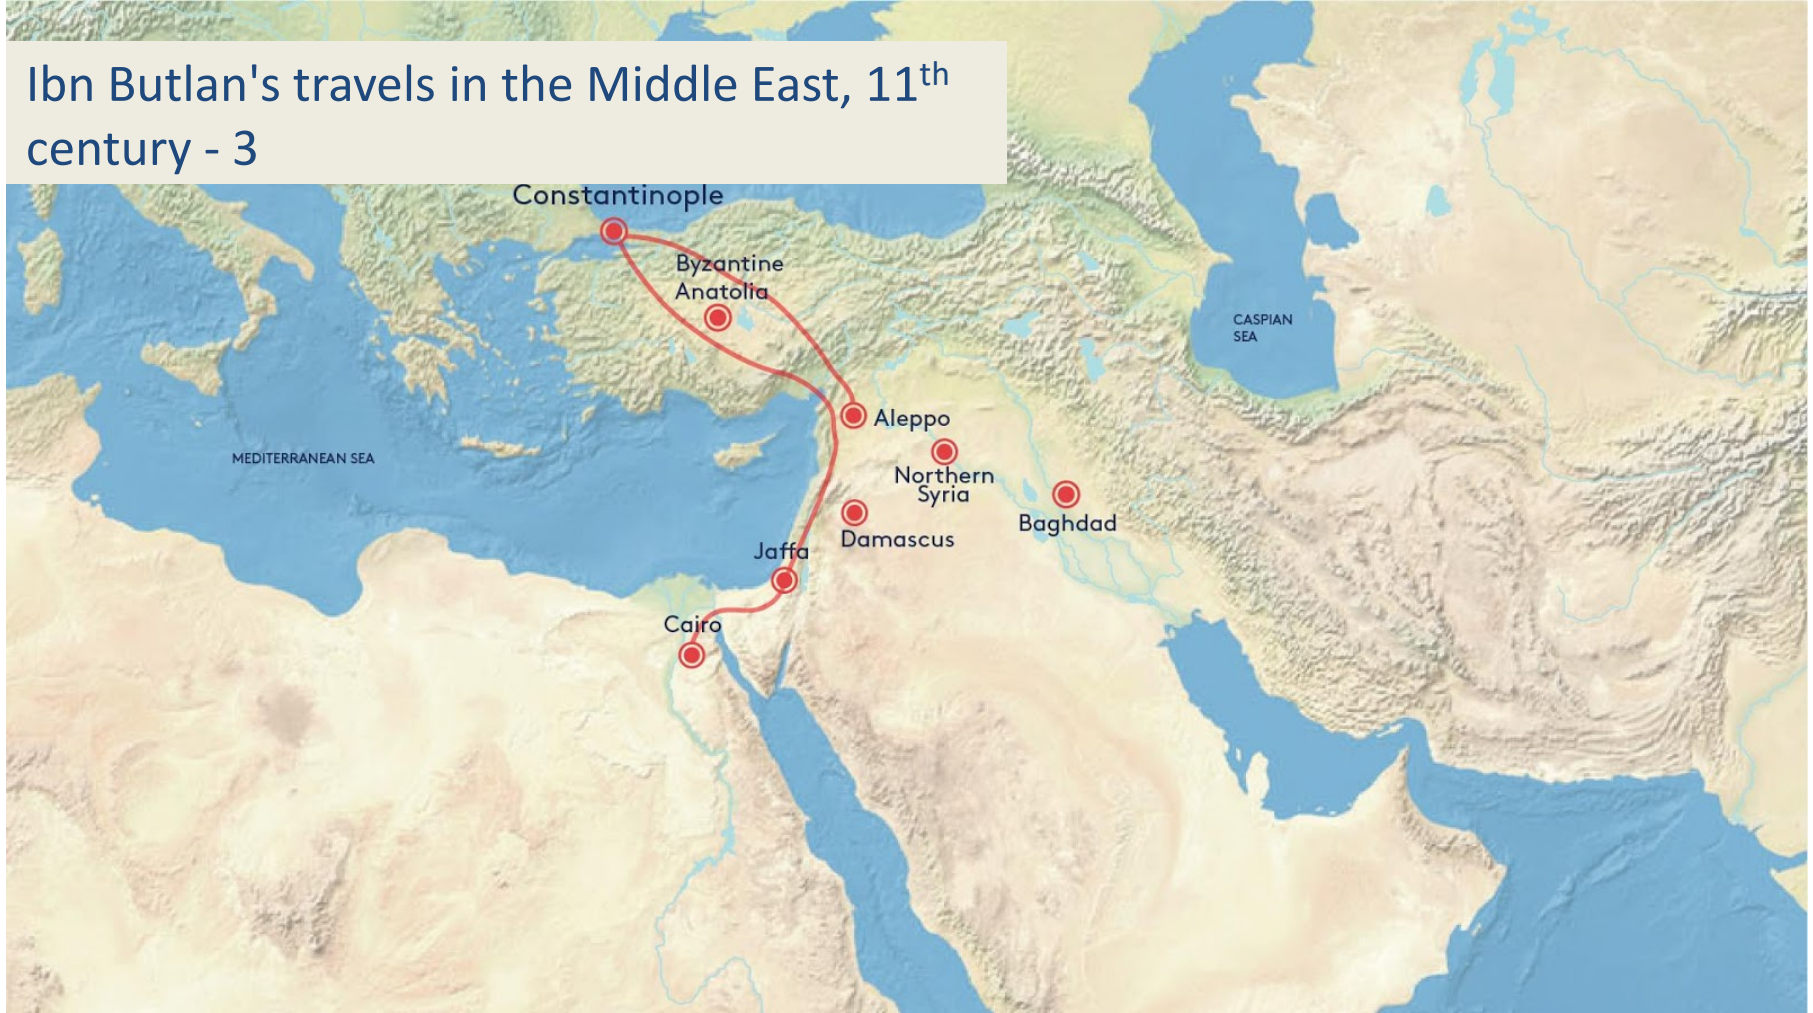 Ibn Butlan's travels in the Middle East, 11th
century - 3
Constantinople
Byzantine
Anatolia
CASPIAN
SEA
Aleppo
MEDITERRANEAN SEA
Northern
Syria
Baghdad
Damascus
Jaffa
Cairo